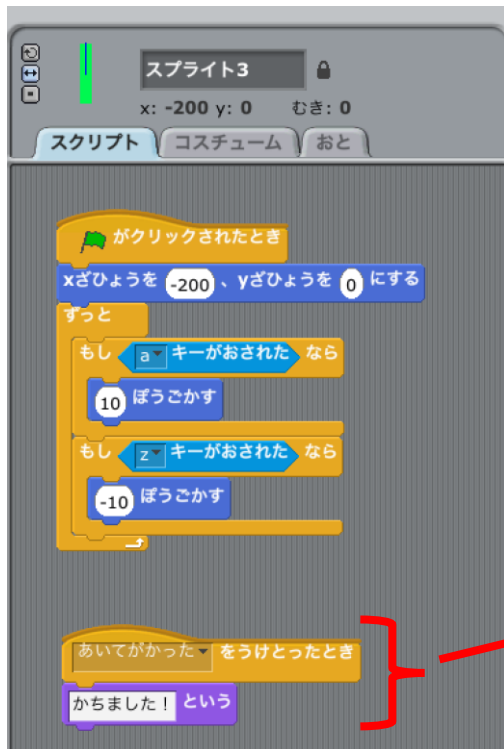 スプライト3
x: -200 y: 0 むき: 0
スクリプト コスチューム おと
がクリックされたとき
xざひょうを -200 、yざひょうを 0 にする
ずっと
もし a キーがおされた なら
10 ぽうごかす
もし z キーがおされた なら
-10 ぽうごかす
あいてがかった をうけとったとき
かちました! という